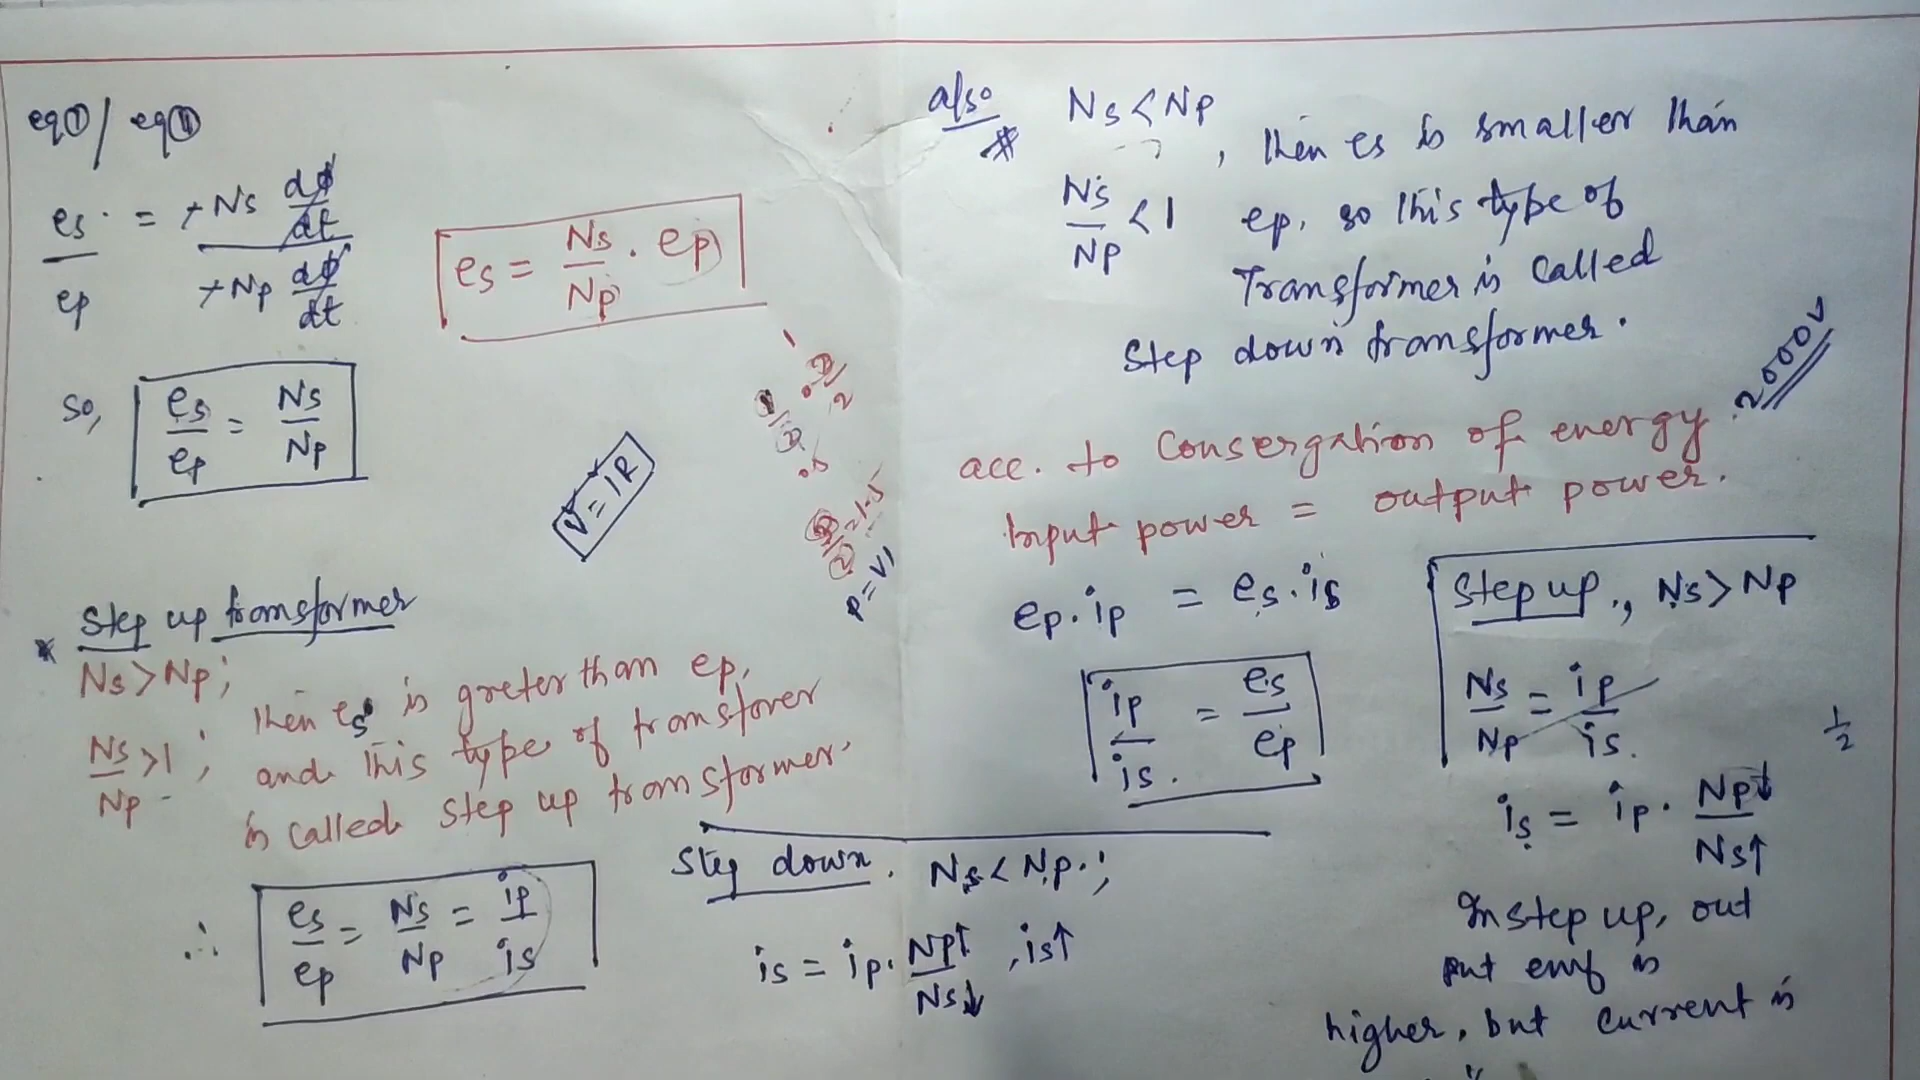 eq① / eq⑪
es = +Ns dϕ/dt
ep +Np dϕ/dt
es = Ns/Np . ep
so, es/ep = Ns/Np
V=IR
P=VI
* Step up transformer
Ns>Np; then es is greter than ep,
Ns/Np >1; and this type of transfover
is called step up transformer.
∴ es/ep = Ns/Np = ip/is
also
# Ns<Np, then es is smaller than
Ns/Np <1 ep. so this type of
Transformer is called
Step down transformer.
20000V
acc. to Consergation of energy
Input power = output power.
ep.ip = es.is
ip/is. = es/ep
Step up., Ns>Np
Ns/Np = ip/is.
1/2
is = ip. Np↓/Ns↑
In step up, out
put emf is
higher, but current is
Step down. Ns<Np.;
is = ip. Np↑/Ns↓, is↑